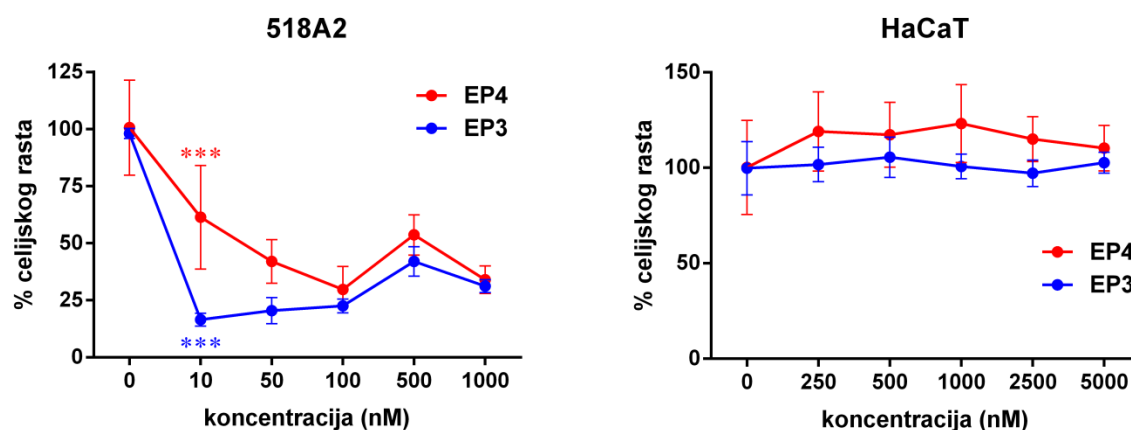 518A2
% celijskog rasta
125
100
75
50
25
0
EP4
EP3
***
***
0 10 50 100 500 1000
koncentracija (nM)
HaCaT
% celijskog rasta
150
100
50
0
EP4
EP3
0 250 500 1000 2500 5000
koncentracija (nM)